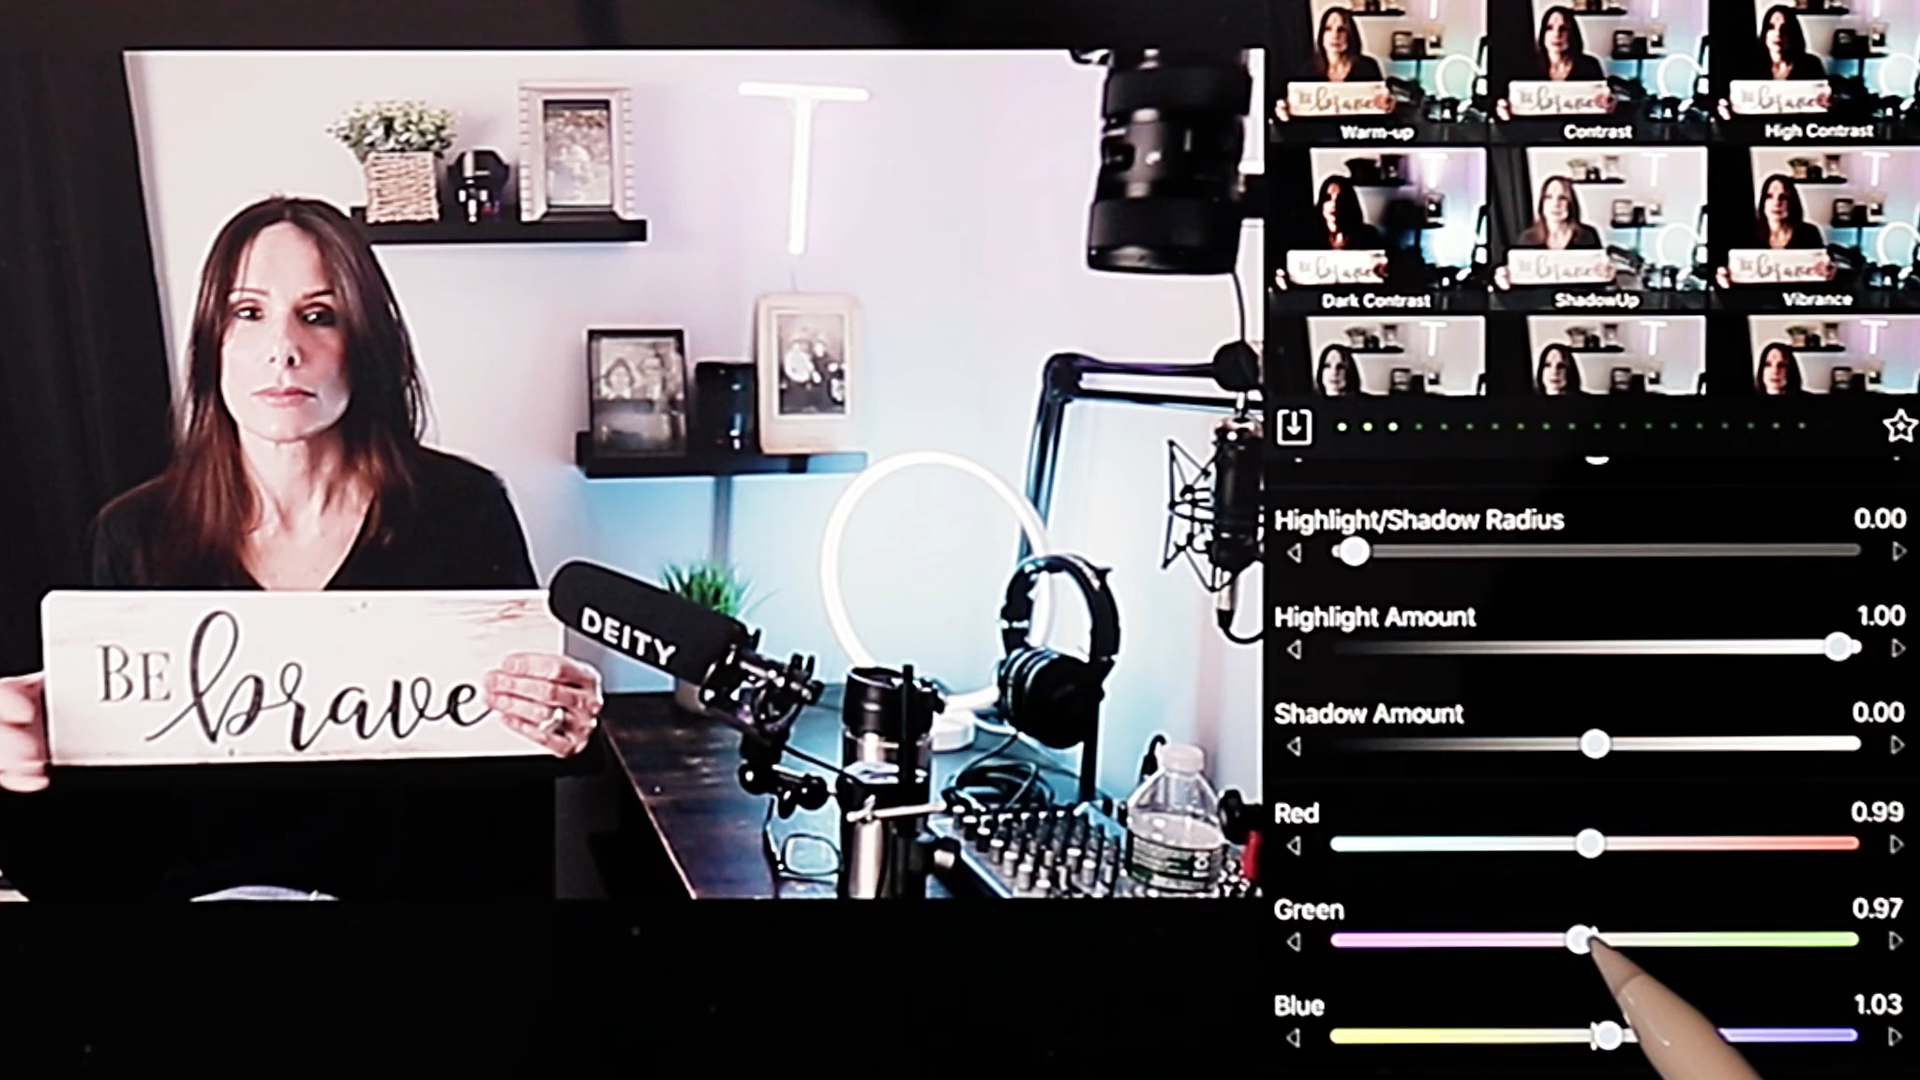 BE brave
DEITY
Warm-up
Contrast
High Contrast
Dark Contrast
ShadowUp
Vibrance
Highlight/Shadow Radius 0.00
Highlight Amount 1.00
Shadow Amount 0.00
Red 0.99
Green 0.97
Blue 1.03